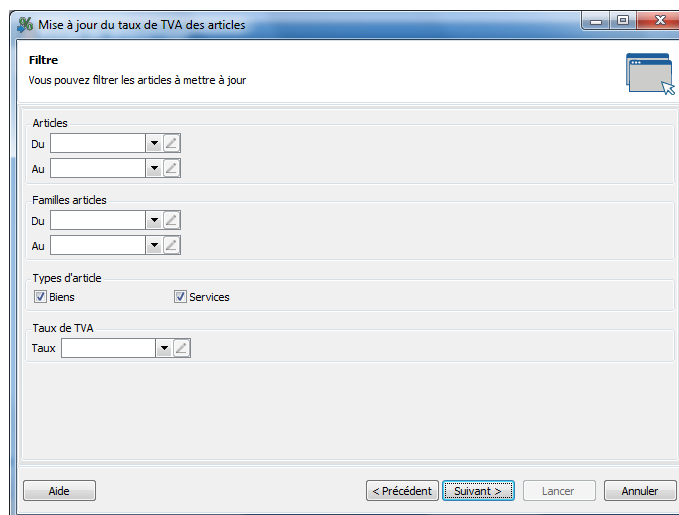 Mise à jour du taux de TVA des articles
Filtre
Vous pouvez filtrer les articles à mettre à jour
Articles
Du
Au
Familles articles
Du
Au
Types d'article
Biens Services
Taux de TVA
Taux
Aide < Précédent Suivant > Lancer Annuler